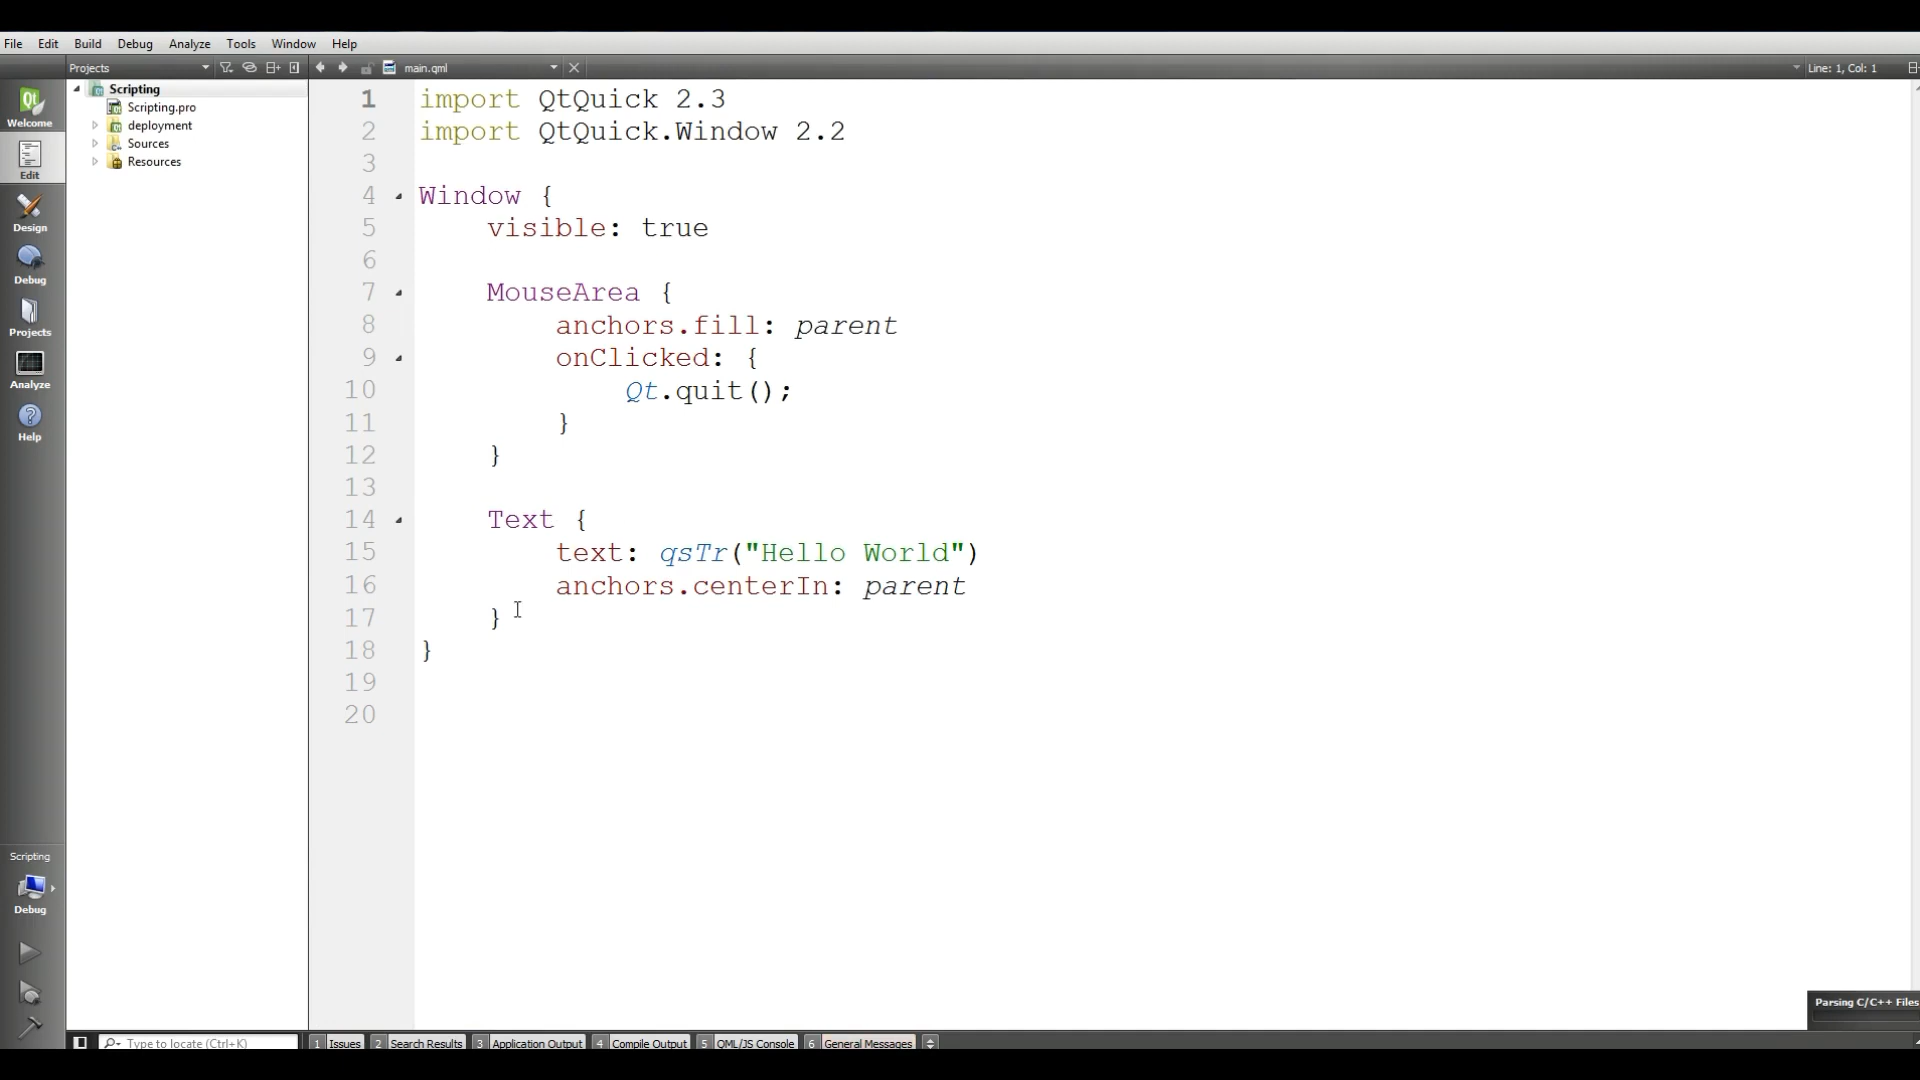 File Edit Build Debug Analyze Tools Window Help
Projects main.qml Line: 1, Col: 1
Welcome
Edit
Design
Debug
Projects
Analyze
Help
Scripting
Debug
Scripting
Scripting.pro
deployment
Sources
Resources
1 import QtQuick 2.3
2 import QtQuick.Window 2.2
3
4 Window {
5 visible: true
6
7 MouseArea {
8 anchors.fill: parent
9 onClicked: {
10 Qt.quit();
11 }
12 }
13
14 Text {
15 text: qsTr("Hello World")
16 anchors.centerIn: parent
17 }
18 }
19
20
Parsing C/C++ Files
Type to locate (Ctrl+K) 1 Issues 2 Search Results 3 Application Output 4 Compile Output 5 QML/JS Console 6 General Messages